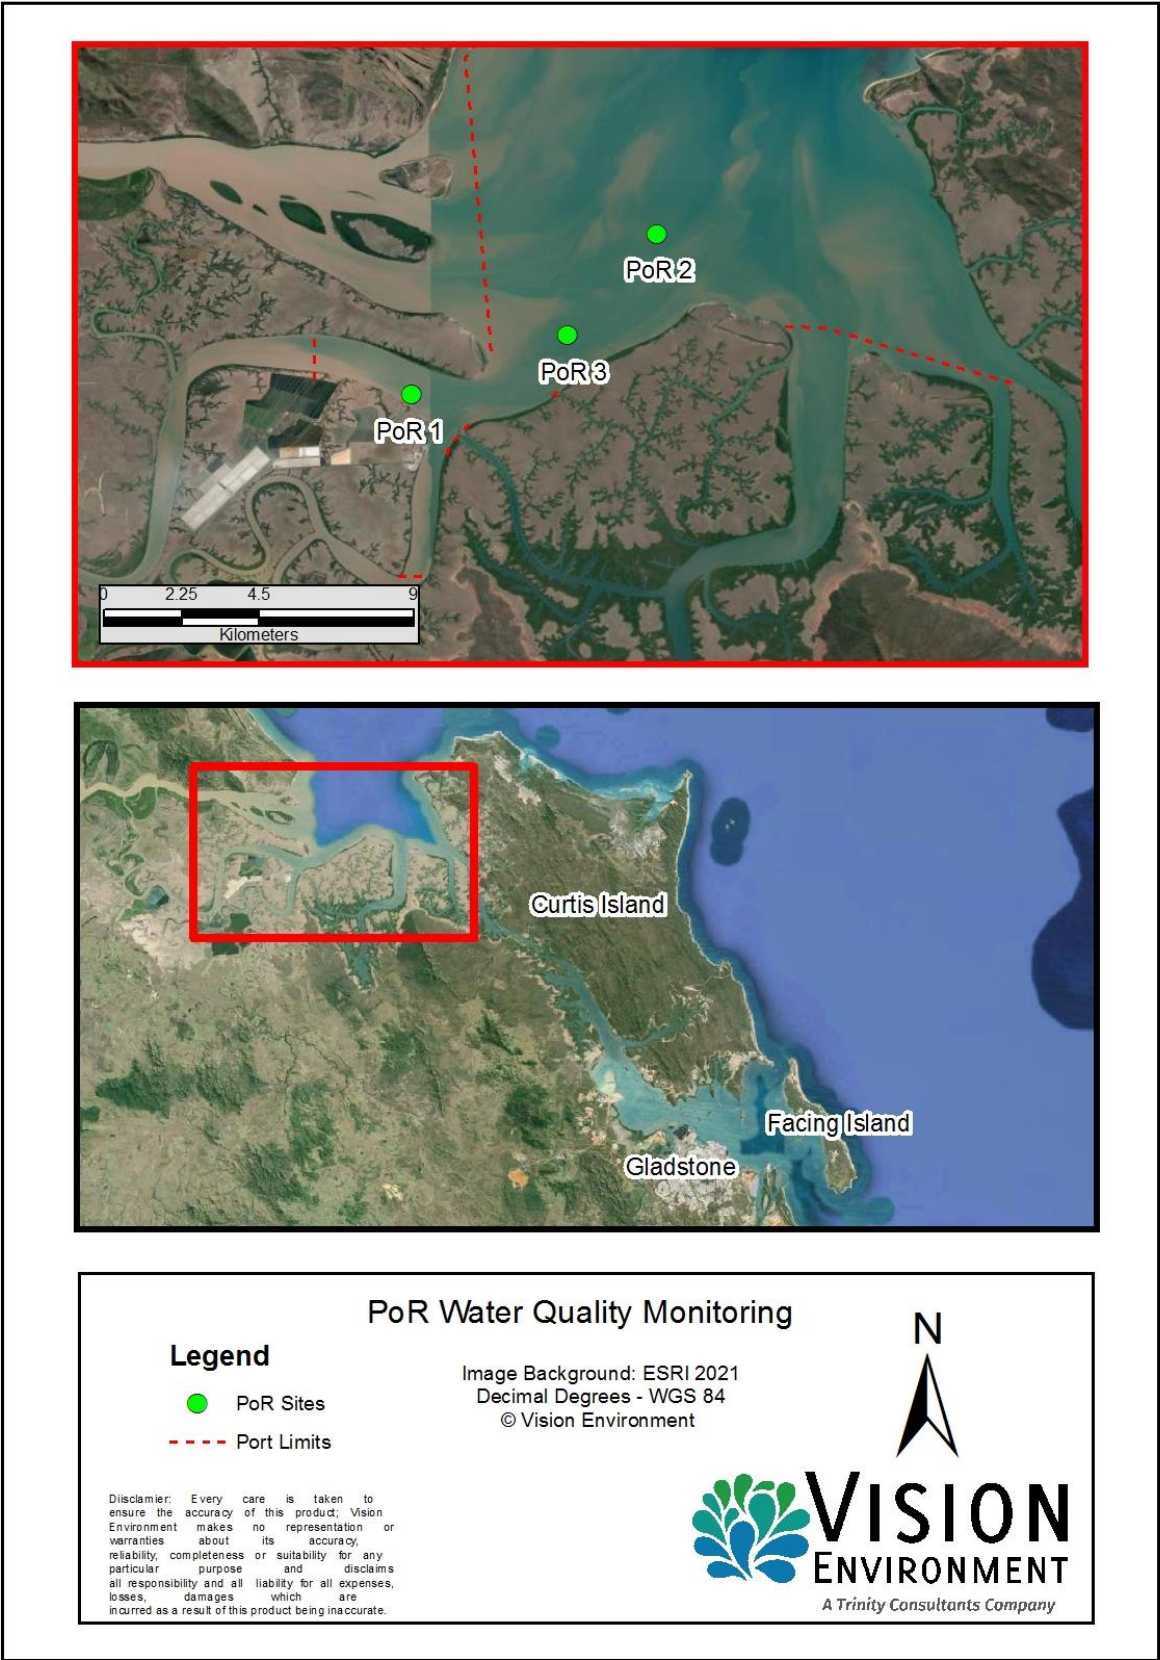 PoR 2
PoR 3
PoR 1
0 2.25 4.5 9
Kilometers
Curtis Island
Facing Island
Gladstone
PoR Water Quality Monitoring
N
Legend
PoR Sites
Port Limits
Image Background: ESRI 2021
Decimal Degrees - WGS 84
© Vision Environment
Diisclamier: Every care is taken to
ensure the accuracy of this product; Vision
Environment makes no representation or
warranties about its accuracy,
reliability, completeness or suitability for any
particular purpose and disclaims
all responsibility and all liability for all expenses,
losses, damages which are
incurred as a result of this product being inaccurate.
VISION
ENVIRONMENT
A Trinity Consultants Company